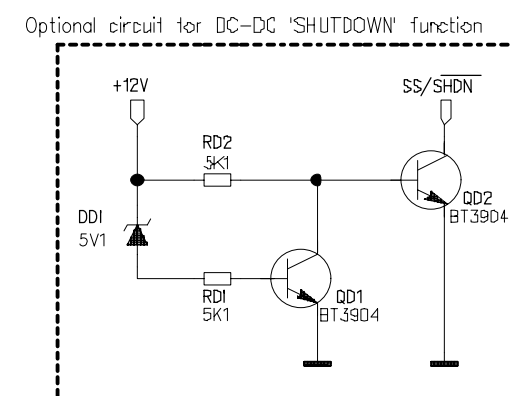 Optional circuit for DC-DC 'SHUTDOWN' function
+12V
SS/SHDN
RD2
5K1
DD1
5V1
QD2
BT3904
RD1
5K1
QD1
BT3904